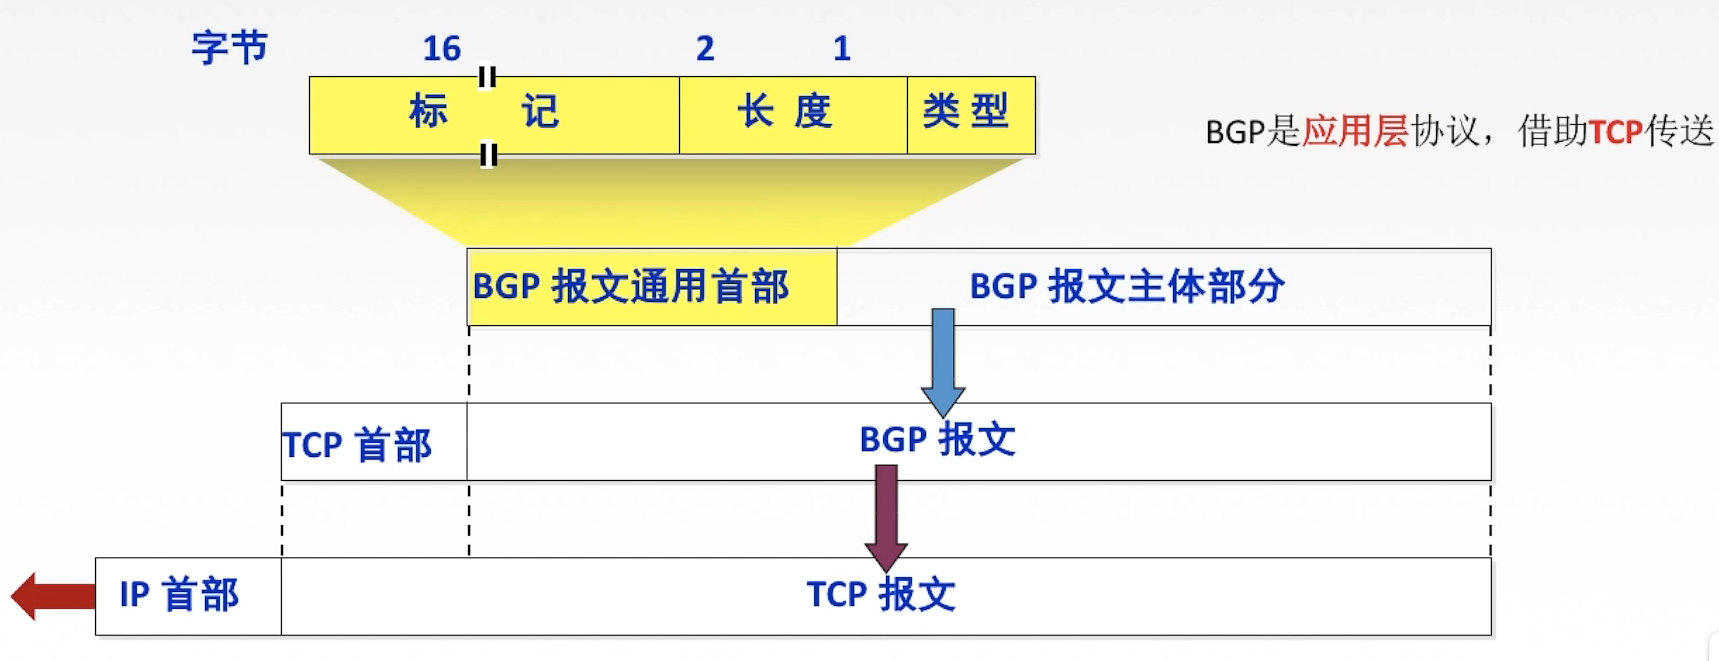 字节 16 2 1
标 记 长 度 类 型
BGP是应用层协议，借助TCP传送
BGP 报文通用首部 BGP 报文主体部分
TCP 首部 BGP 报文
IP 首部 TCP 报文